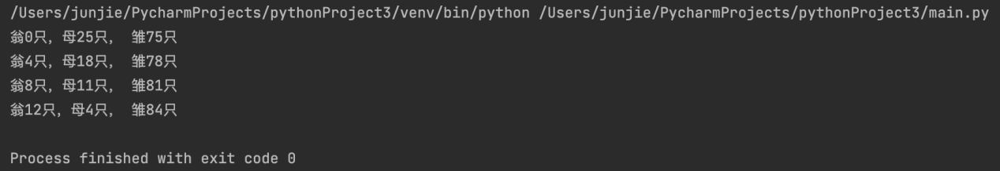 /Users/junjie/PycharmProjects/pythonProject3/venv/bin/python /Users/junjie/PycharmProjects/pythonProject3/main.py
翁0只，母25只， 雏75只
翁4只，母18只， 雏78只
翁8只，母11只， 雏81只
翁12只，母4只， 雏84只
Process finished with exit code 0